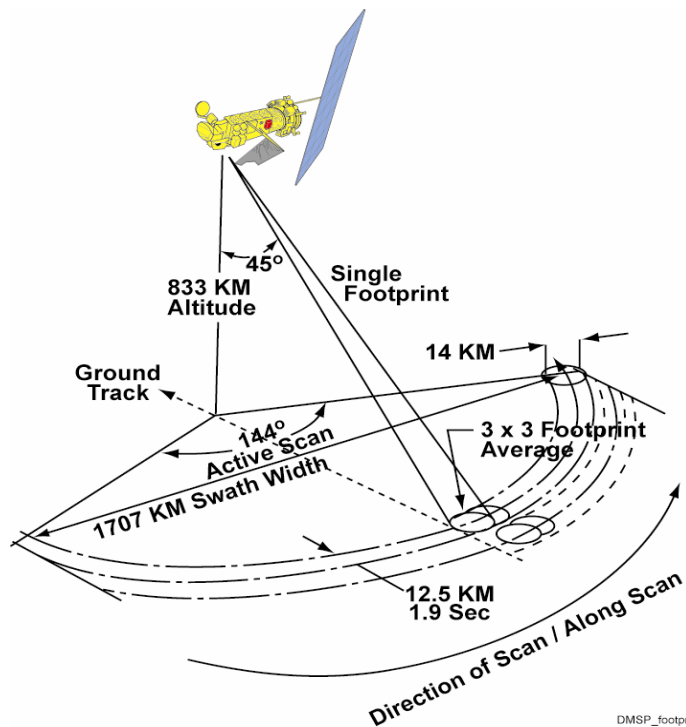 45°
833 KM
Altitude
Single
Footprint
14 KM
Ground
Track
144°
Active Scan
1707 KM Swath Width
3 x 3 Footprint
Average
12.5 KM
1.9 Sec
Direction of Scan / Along Scan
DMSP_footpr